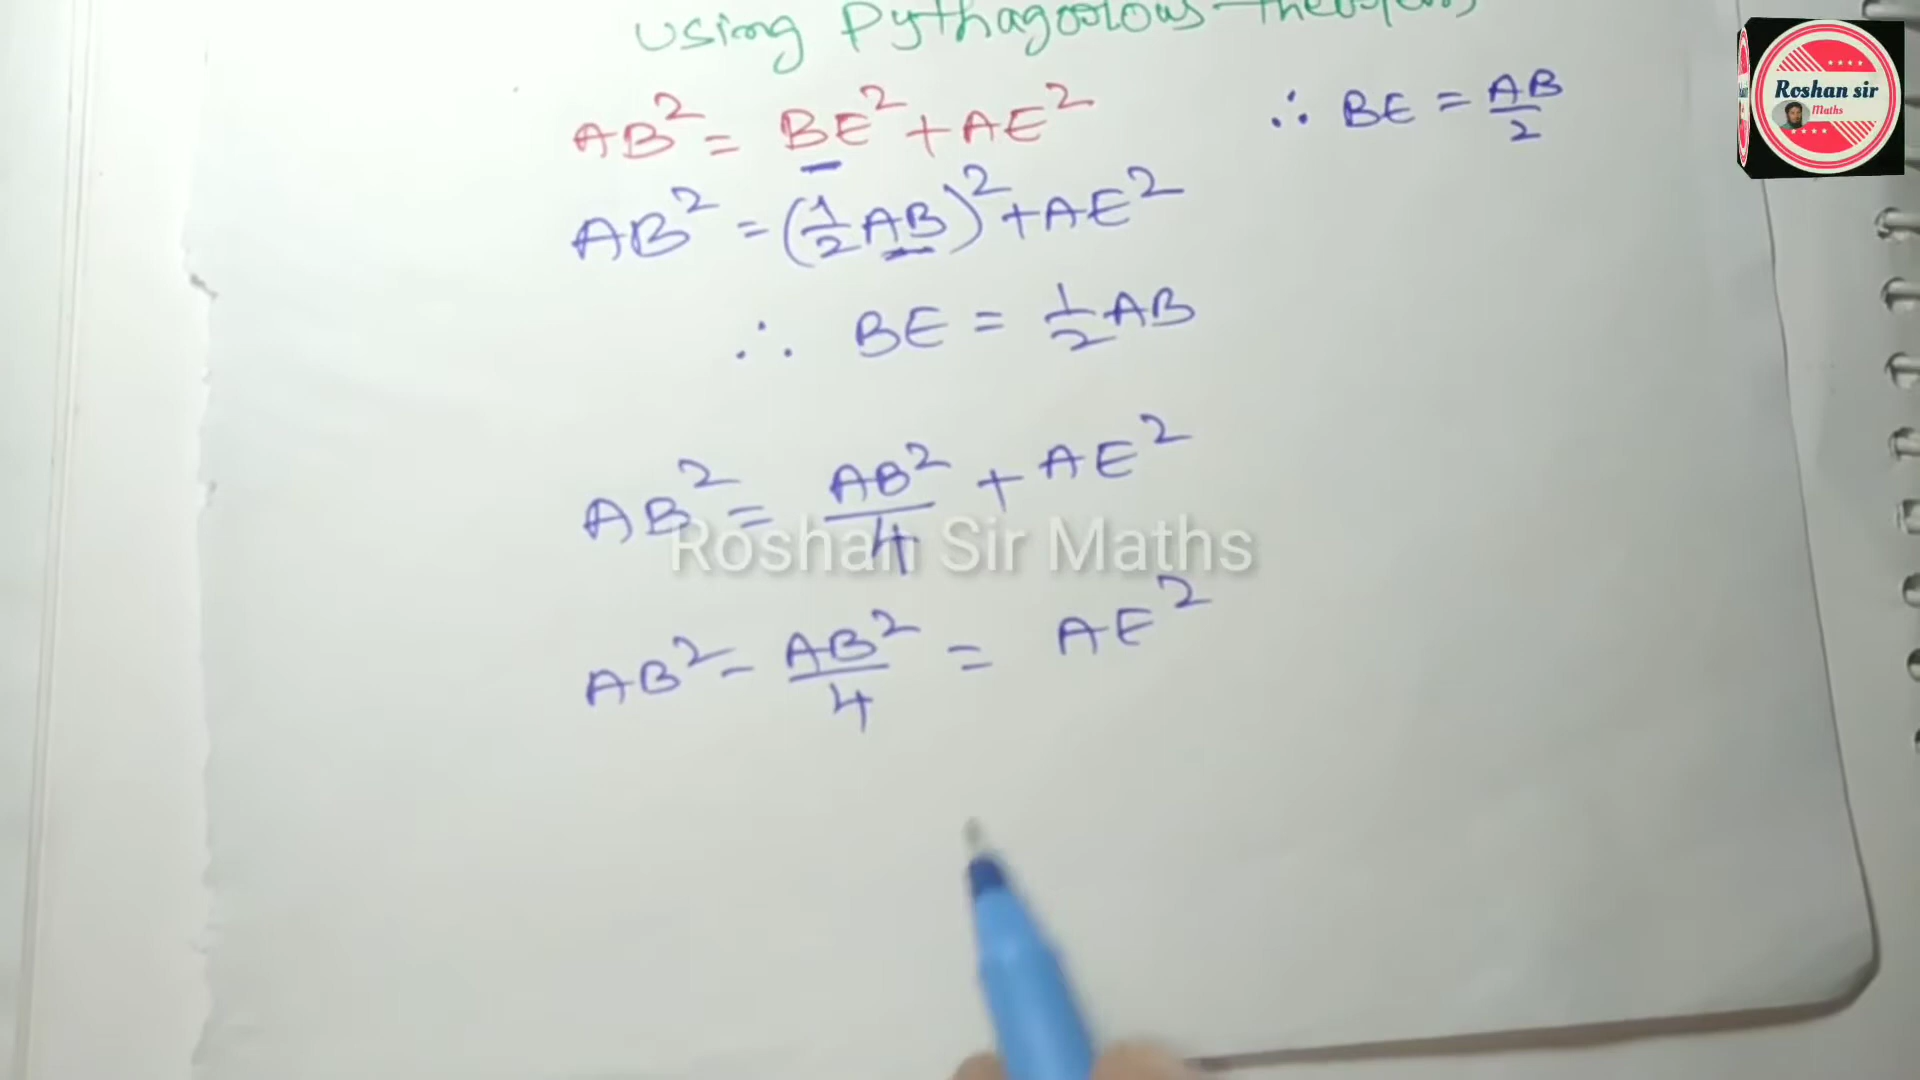 using Pythagorous Theorem
AB² = BE² + AE²
∴ BE = AB/2
AB² = (1/2 AB)² + AE²
∴ BE = 1/2 AB
AB² = AB²/4 + AE²
AB² - AB²/4 = AE²
Roshan Sir Maths
Roshan sir
Maths